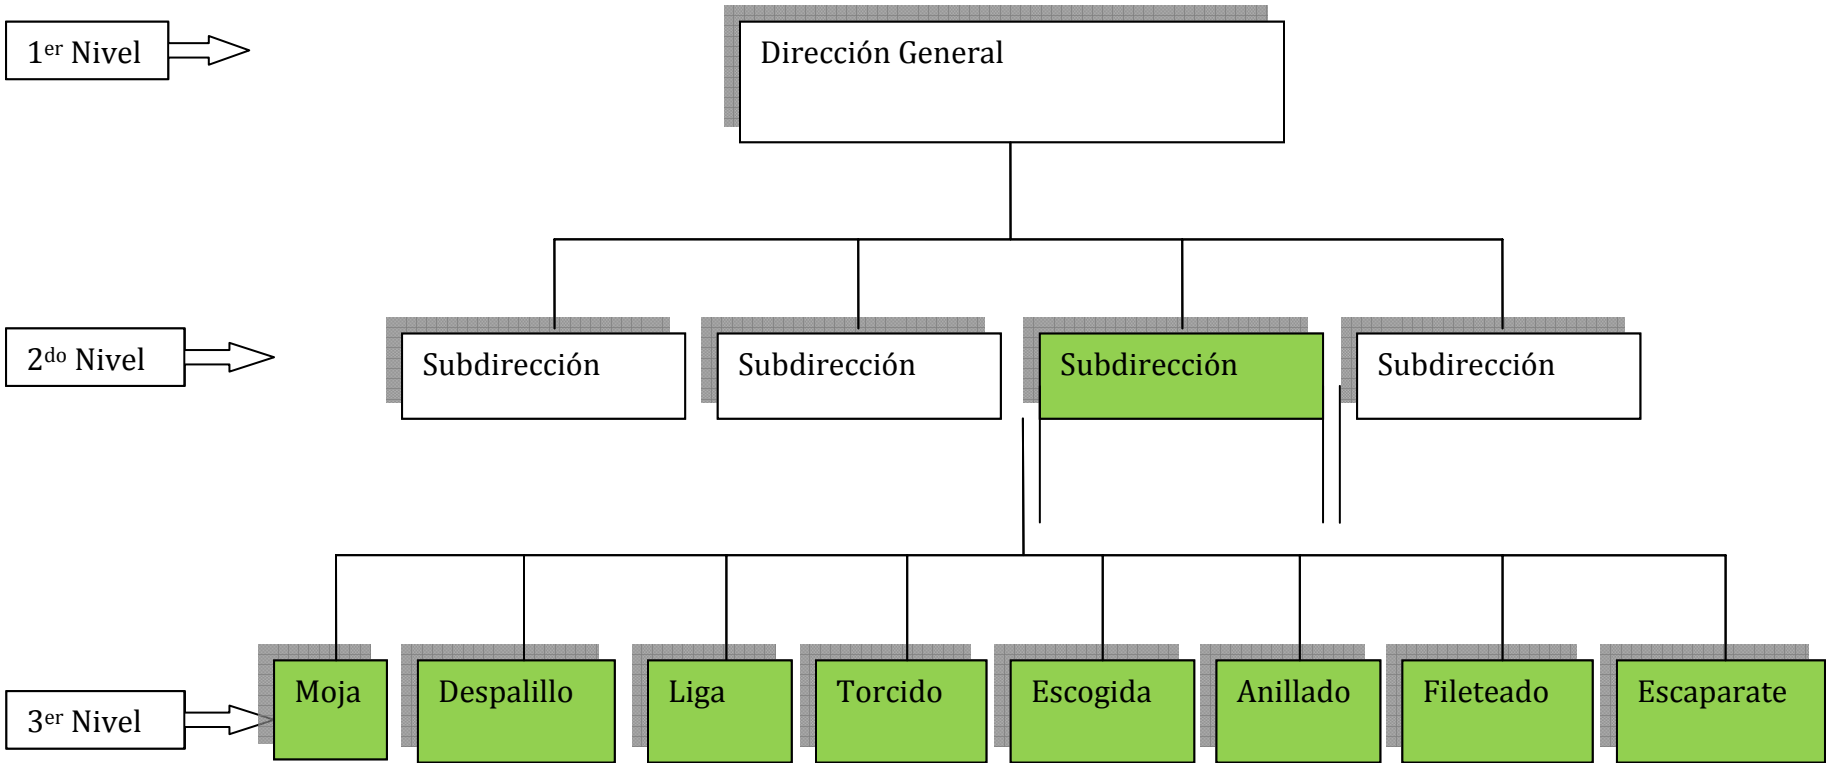 1er Nivel
Dirección General
2do Nivel
Subdirección
Subdirección
Subdirección
Subdirección
3er Nivel
Moja
Despalillo
Liga
Torcido
Escogida
Anillado
Fileteado
Escaparate